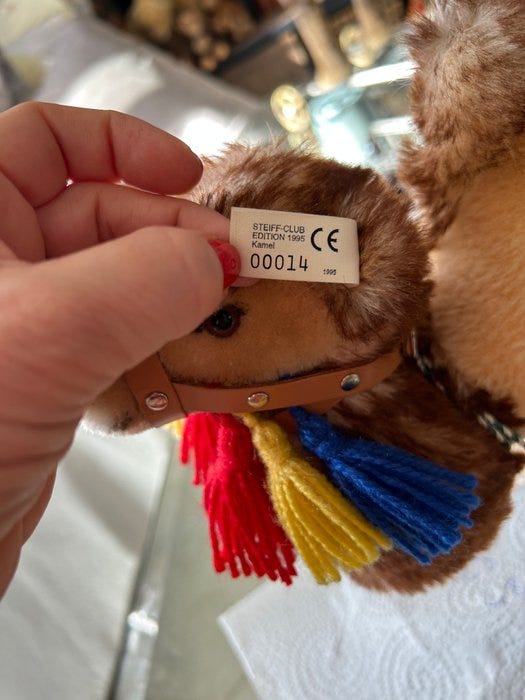 STEIFF-CLUB
EDITION 1995
Kamel
CE
00014
1995